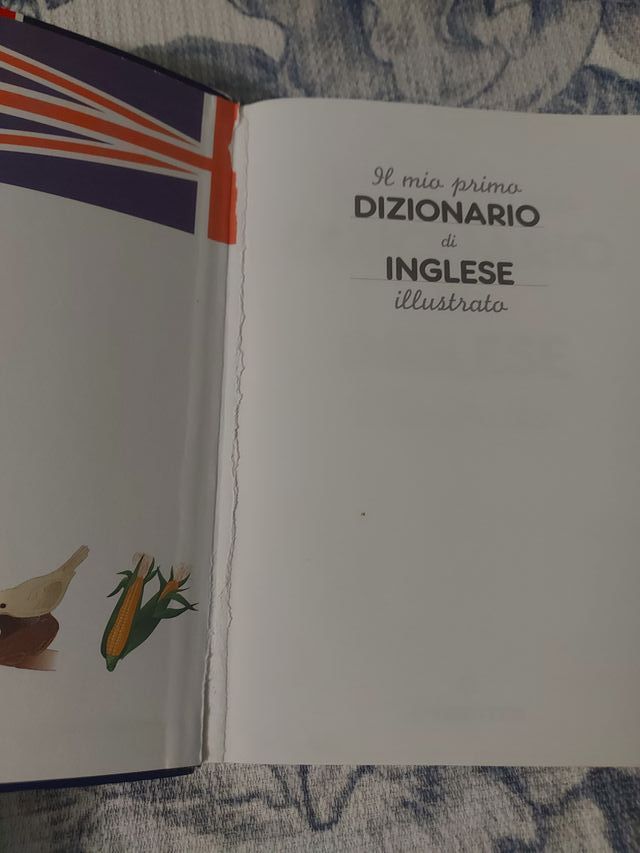 Il mio primo
DIZIONARIO
di
INGLESE
illustrato